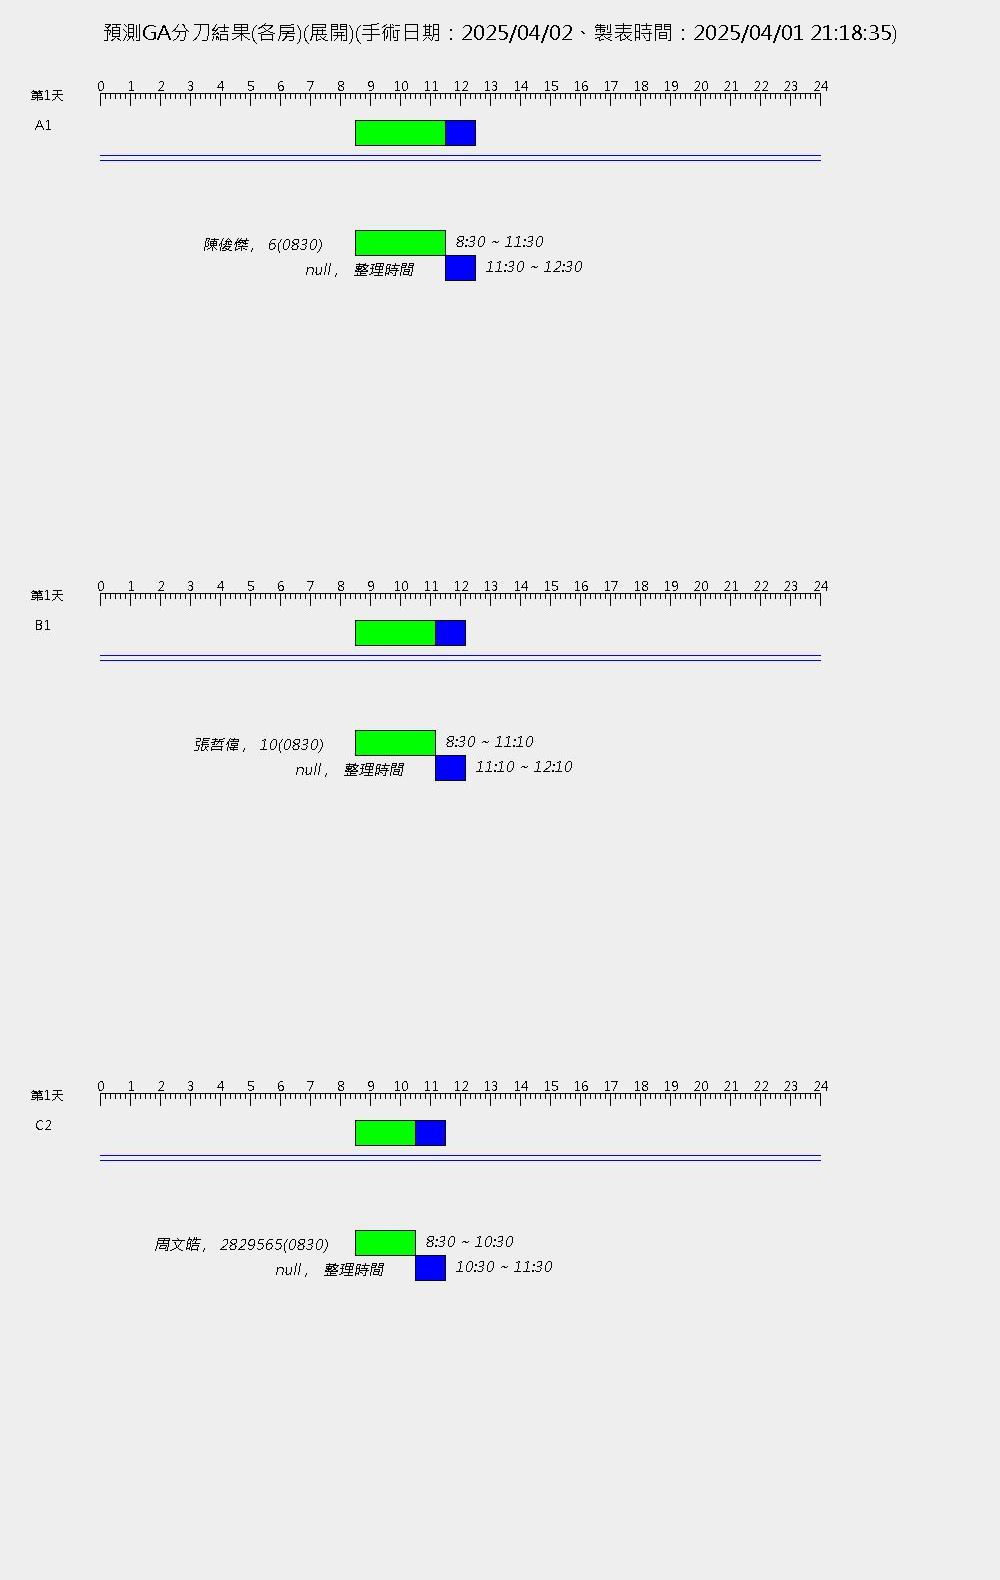 預測GA分刀結果(各房)(展開)(手術日期：2025/04/02、製表時間：2025/04/01 21:18:35)
0 1 2 3 4 5 6 7 8 9 10 11 12 13 14 15 16 17 18 19 20 21 22 23 24
第1天
A1
陳俊傑， 6(0830) 8:30 ~ 11:30
null， 整理時間 11:30 ~ 12:30
0 1 2 3 4 5 6 7 8 9 10 11 12 13 14 15 16 17 18 19 20 21 22 23 24
第1天
B1
張哲偉， 10(0830) 8:30 ~ 11:10
null， 整理時間 11:10 ~ 12:10
0 1 2 3 4 5 6 7 8 9 10 11 12 13 14 15 16 17 18 19 20 21 22 23 24
第1天
C2
周文皓， 2829565(0830) 8:30 ~ 10:30
null， 整理時間 10:30 ~ 11:30